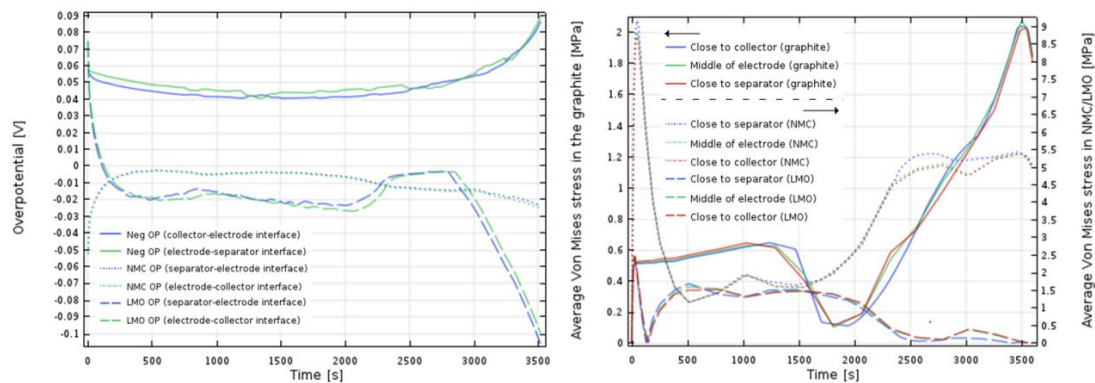 0.09
0.08
0.07
0.06
0.05
0.04
0.03
0.02
0.01
0
-0.01
-0.02
-0.03
-0.04
-0.05
-0.06
-0.07
-0.08
-0.09
-0.1
Overpotential [V]
Neg OP (collector-electrode interface)
Neg OP (electrode-separator interface)
NMC OP (separator-electrode interface)
NMC OP (electrode-collector interface)
LMO OP (separator-electrode interface)
LMO OP (electrode-collector interface)
0 500 1000 1500 2000 2500 3000 3500
Time [s]
Average Von Mises stress in the graphite [MPa]
2
1.8
1.6
1.4
1.2
1
0.8
0.6
0.4
0.2
0
Close to collector (graphite)
Middle of electrode (graphite)
Close to separator (graphite)
Close to separator (NMC)
Middle of electrode (NMC)
Close to collector (NMC)
Close to separator (LMO)
Middle of electrode (LMO)
Close to collector (LMO)
9
8.5
8
7.5
7
6.5
6
5.5
5
4.5
4
3.5
3
2.5
2
1.5
1
0.5
0
Average Von Mises stress in NMC/LMO [MPa]
0 500 1000 1500 2000 2500 3000 3500
Time [s]